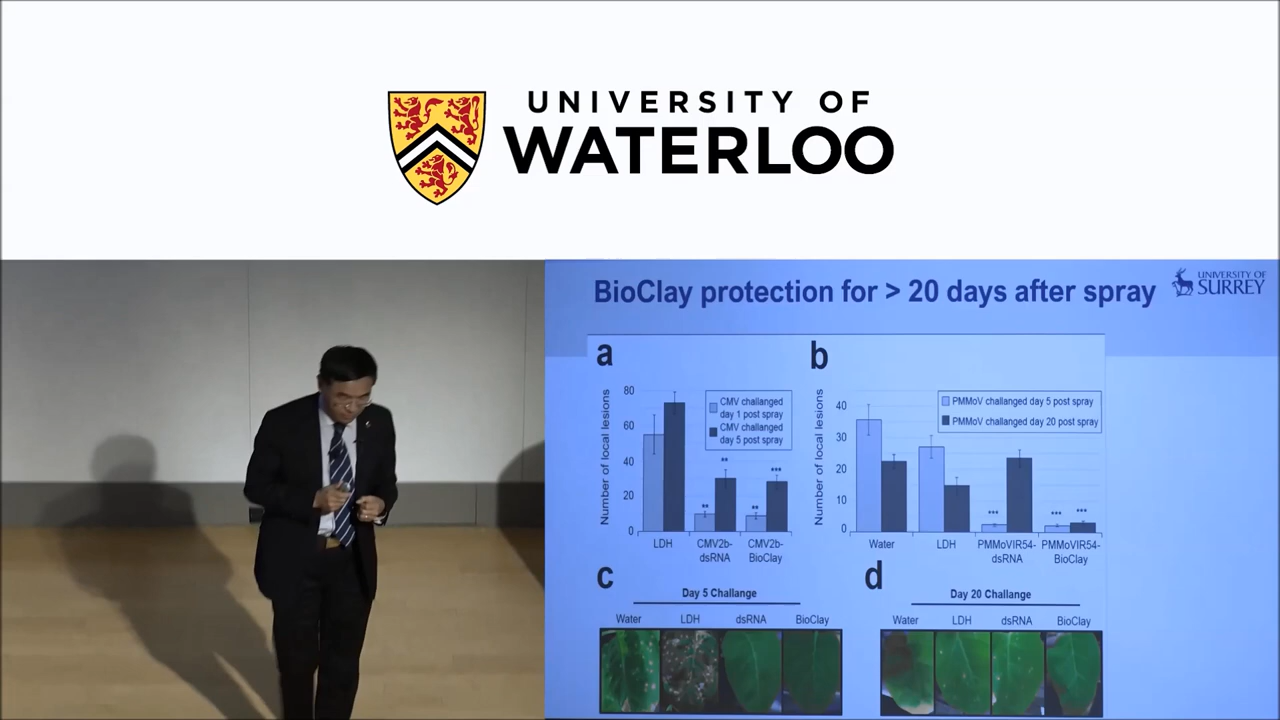 UNIVERSITY OF
WATERLOO
BioClay protection for > 20 days after spray
UNIVERSITY OF
SURREY
a
Number of local lesions
80
60
40
20
0
CMV challanged
day 1 post spray
CMV challanged
day 5 post spray
**
**
**
***
LDH
CMV2b-
dsRNA
CMV2b-
BioClay
b
Number of local lesions
40
30
20
10
0
PMMoV challanged day 5 post spray
PMMoV challanged day 20 post spray
***
***
***
Water
LDH
PMMoVIR54-
dsRNA
PMMoVIR54-
BioClay
c
Day 5 Challange
Water LDH dsRNA BioClay
d
Day 20 Challange
Water LDH dsRNA BioClay